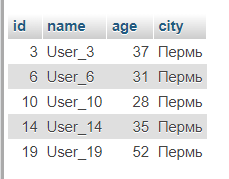 id name age city
3 User_3 37 Пермь
6 User_6 31 Пермь
10 User_10 28 Пермь
14 User_14 35 Пермь
19 User_19 52 Пермь